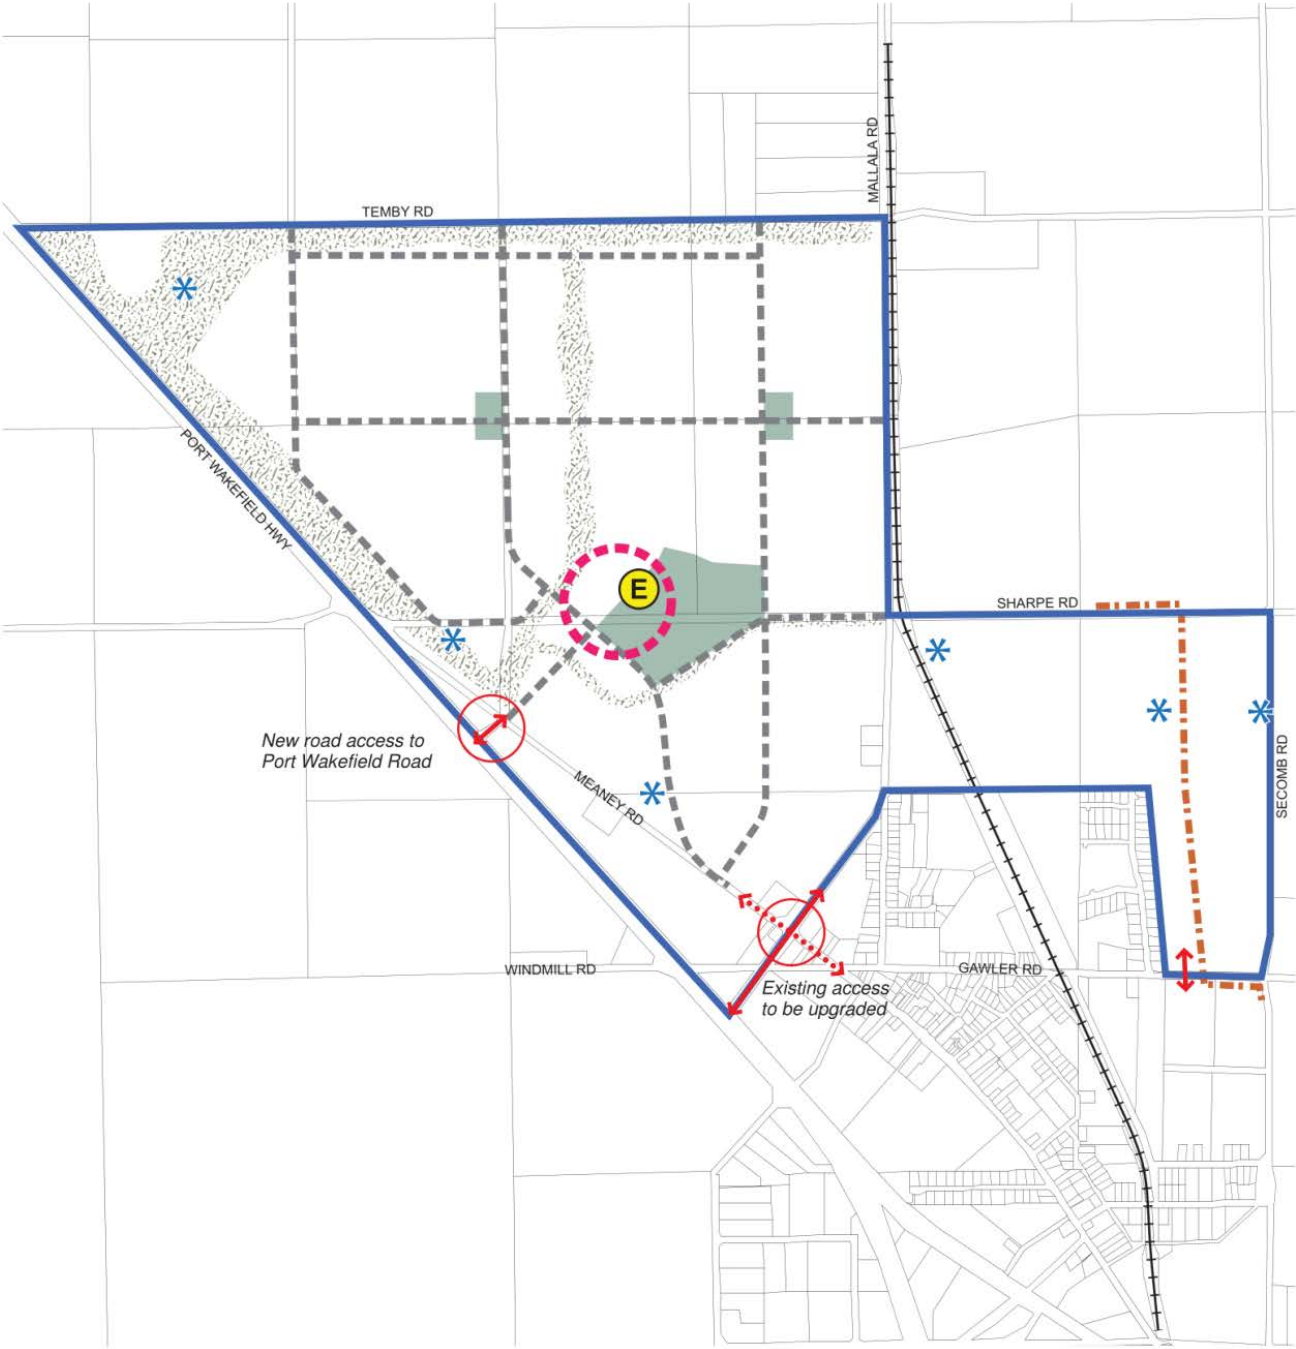 MALLALA RD
TEMBY RD
PORT WAKEFIELD HWY
E
SHARPE RD
New road access to
Port Wakefield Road
MEANEY RD
SECOMB RD
WINDMILL RD
GAWLER RD
Existing access
to be upgraded